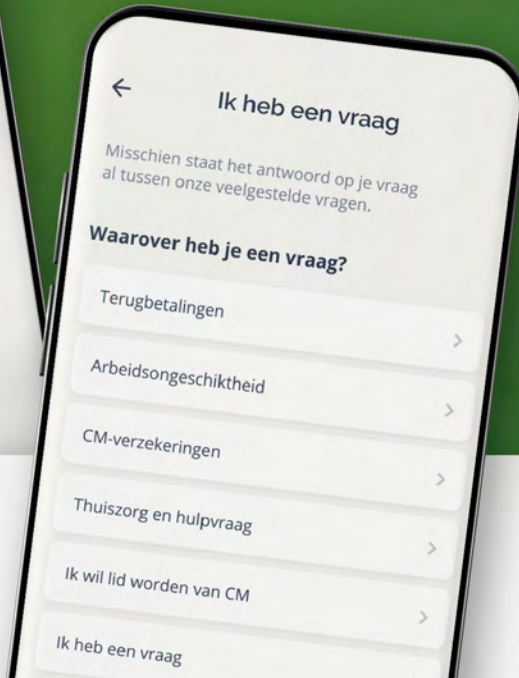 Ik heb een vraag
Misschien staat het antwoord op je vraag
al tussen onze veelgestelde vragen.
Waarover heb je een vraag?
Terugbetalingen
Arbeidsongeschiktheid
CM-verzekeringen
Thuiszorg en hulpvraag
Ik wil lid worden van CM
Ik heb een vraag